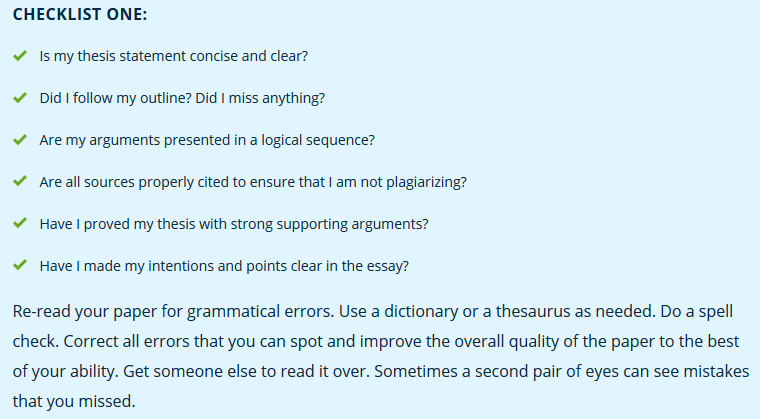 CHECKLIST ONE:
Is my thesis statement concise and clear?
Did I follow my outline? Did I miss anything?
Are my arguments presented in a logical sequence?
Are all sources properly cited to ensure that I am not plagiarizing?
Have I proved my thesis with strong supporting arguments?
Have I made my intentions and points clear in the essay?
Re-read your paper for grammatical errors. Use a dictionary or a thesaurus as needed. Do a spell
check. Correct all errors that you can spot and improve the overall quality of the paper to the best
of your ability. Get someone else to read it over. Sometimes a second pair of eyes can see mistakes
that you missed.